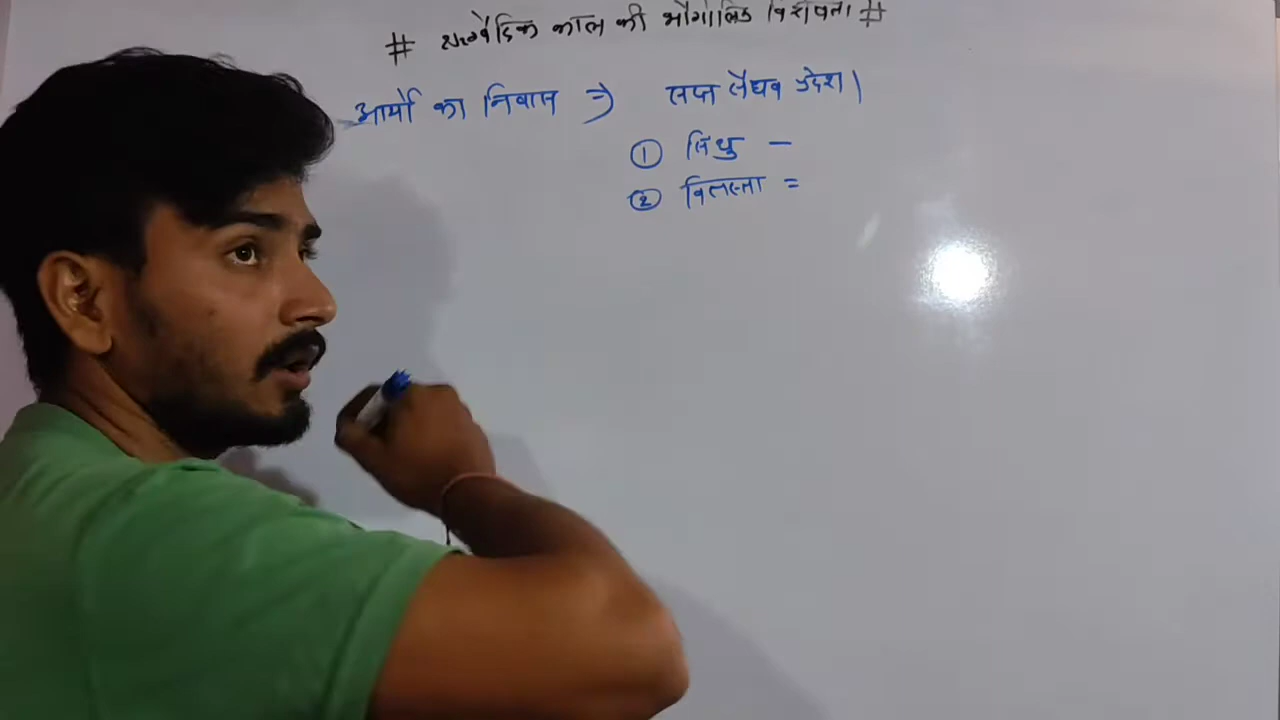 # ऋग्वैदिक काल की भौगोलिक विशेषता #
आर्यों का निवास ⇒ सप्त सैंधव प्रदेश।
① सिंधु –
② वितस्ता =